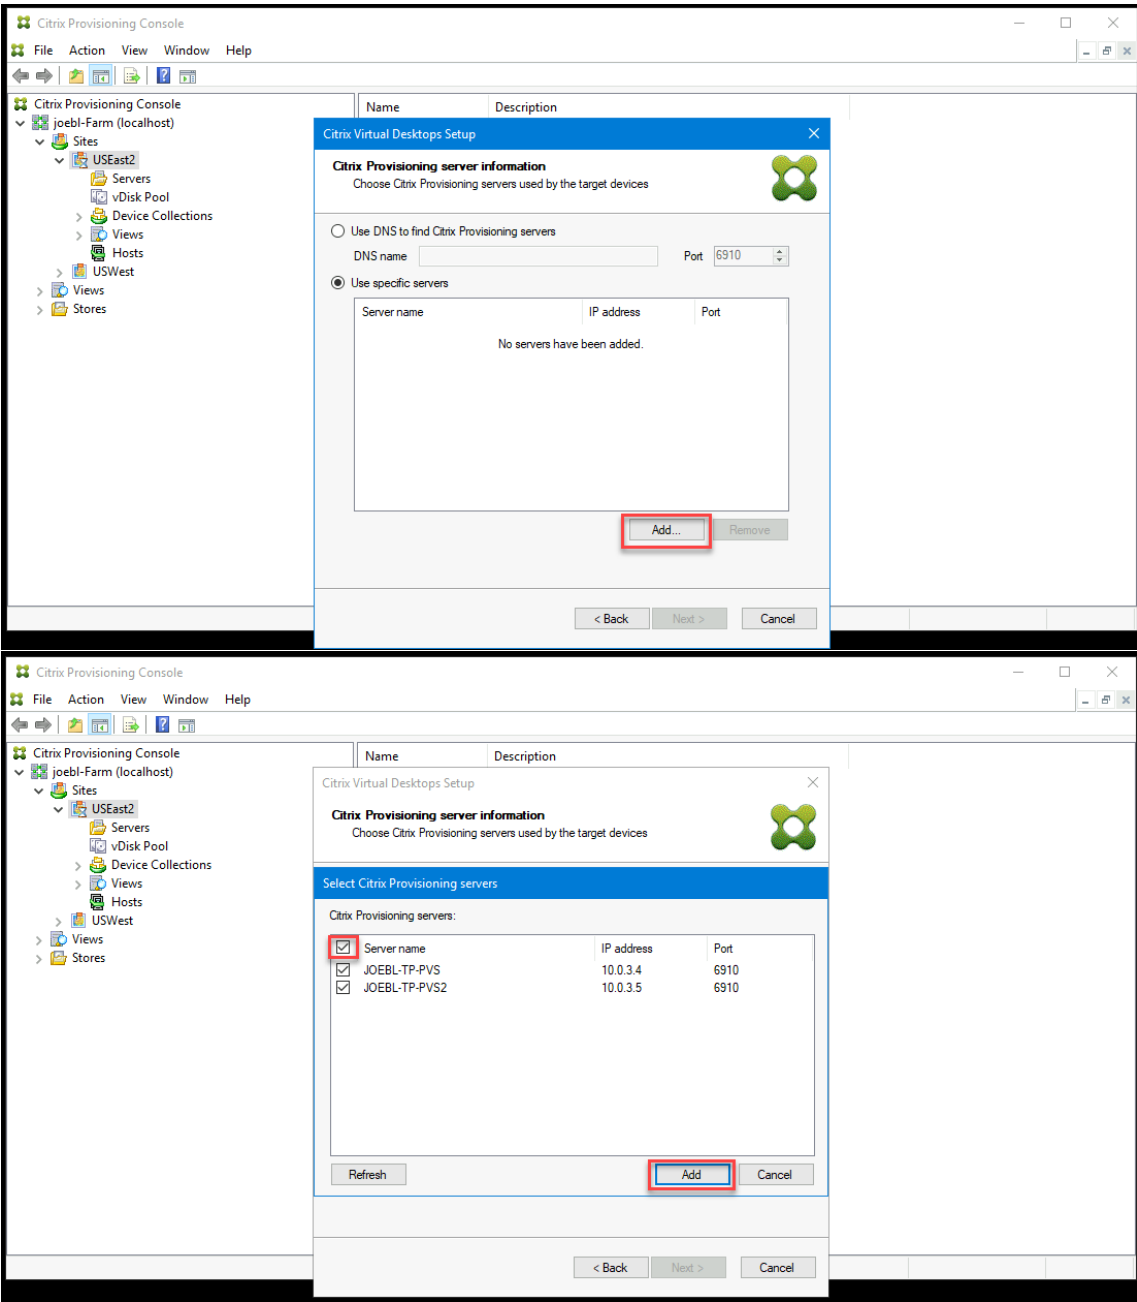 Citrix Provisioning Console
File Action View Window Help
Citrix Provisioning Console
joebl-Farm (localhost)
Sites
USEast2
Servers
vDisk Pool
Device Collections
Views
Hosts
USWest
Views
Stores
Name Description
Citrix Virtual Desktops Setup
Citrix Provisioning server information
Choose Citrix Provisioning servers used by the target devices
Use DNS to find Citrix Provisioning servers
DNS name Port 6910
Use specific servers
Server name IP address Port
No servers have been added.
Add... Remove
< Back Next > Cancel
Citrix Provisioning Console
File Action View Window Help
Citrix Provisioning Console
joebl-Farm (localhost)
Sites
USEast2
Servers
vDisk Pool
Device Collections
Views
Hosts
USWest
Views
Stores
Name Description
Citrix Virtual Desktops Setup
Citrix Provisioning server information
Choose Citrix Provisioning servers used by the target devices
Select Citrix Provisioning servers
Citrix Provisioning servers:
Server name IP address Port
JOEBL-TP-PVS 10.0.3.4 6910
JOEBL-TP-PVS2 10.0.3.5 6910
Refresh Add Cancel
< Back Next > Cancel